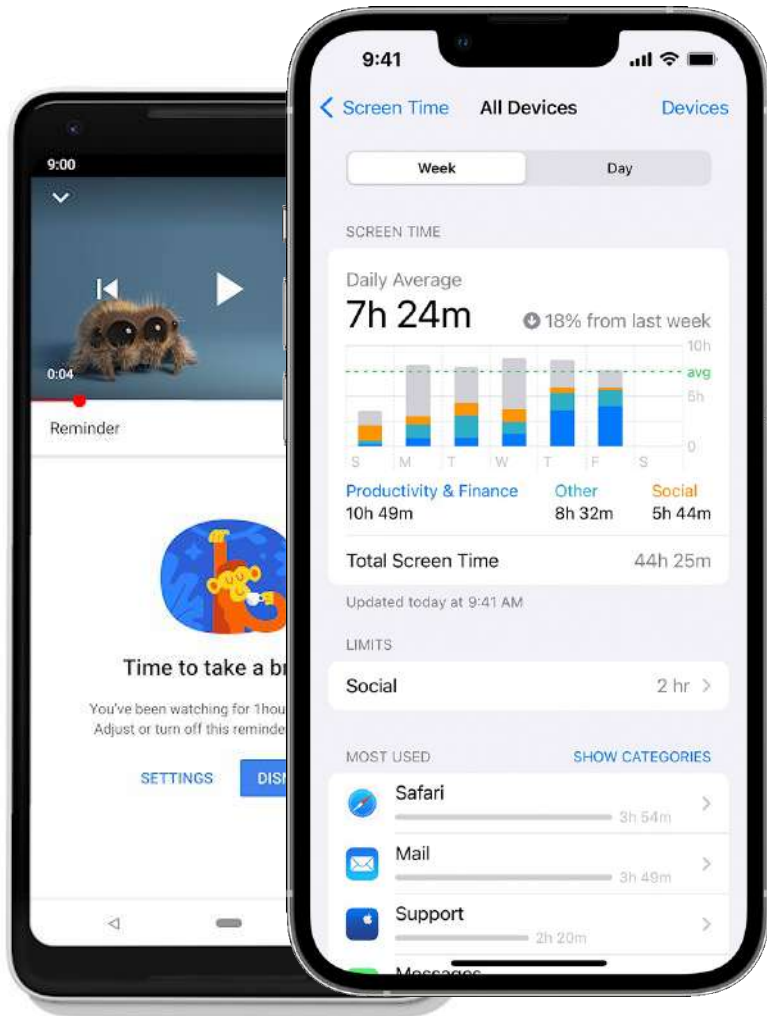 9:00
0:04
Reminder
Time to take a
You've been watching for
Adjust or turn off this
SETTINGS
9:41
Screen Time All Devices Devices
Week Day
SCREEN TIME
Daily Average
7h 24m 18% from last week
10h
avg
5h
0
S M T W T F S
Productivity & Finance Other Social
10h 49m 8h 32m 5h 44m
Total Screen Time 44h 25m
Updated today at 9:41 AM
LIMITS
Social 2 hr
MOST USED SHOW CATEGORIES
Safari
3h 54m
Mail
3h 49m
Support
2h 20m
Messages